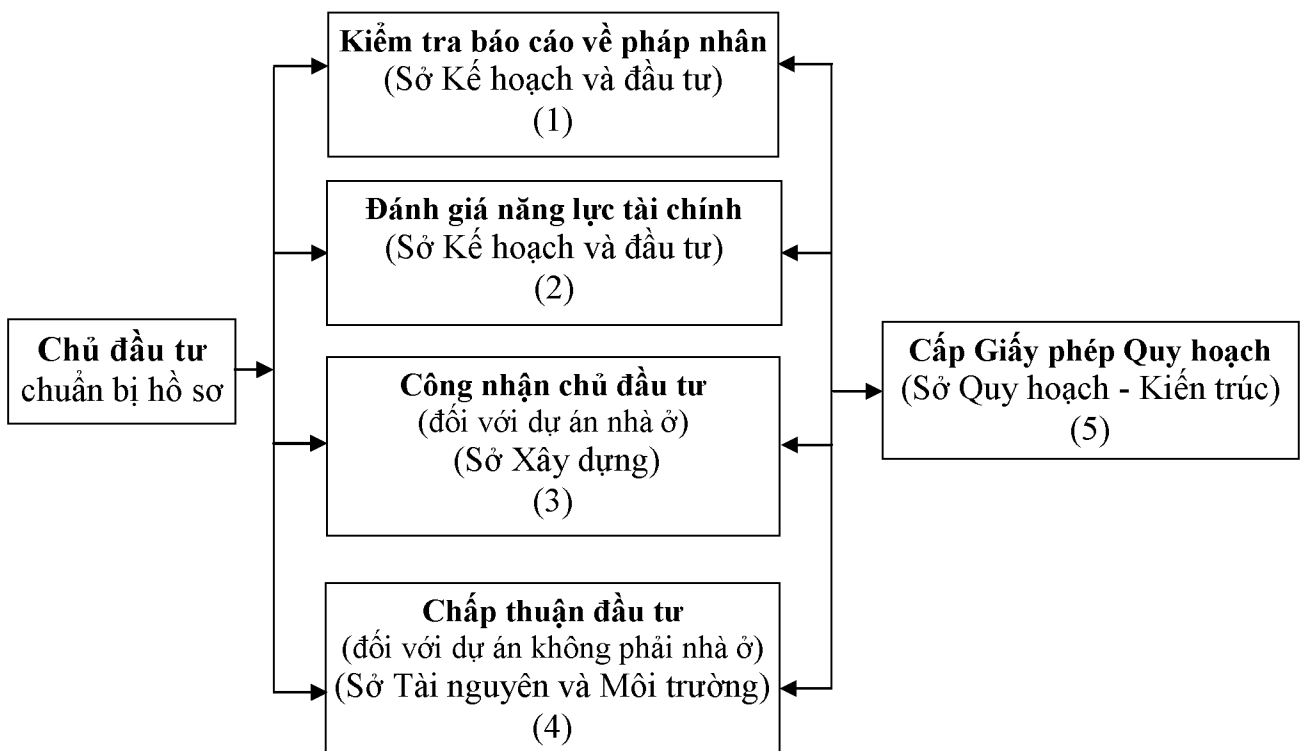 Kiểm tra báo cáo về pháp nhân
(Sở Kế hoạch và đầu tư)
(1)
Đánh giá năng lực tài chính
(Sở Kế hoạch và đầu tư)
(2)
Chủ đầu tư
chuẩn bị hồ sơ
Công nhận chủ đầu tư
(đối với dự án nhà ở)
(Sở Xây dựng)
(3)
Cấp Giấy phép Quy hoạch
(Sở Quy hoạch - Kiến trúc)
(5)
Chấp thuận đầu tư
(đối với dự án không phải nhà ở)
(Sở Tài nguyên và Môi trường)
(4)